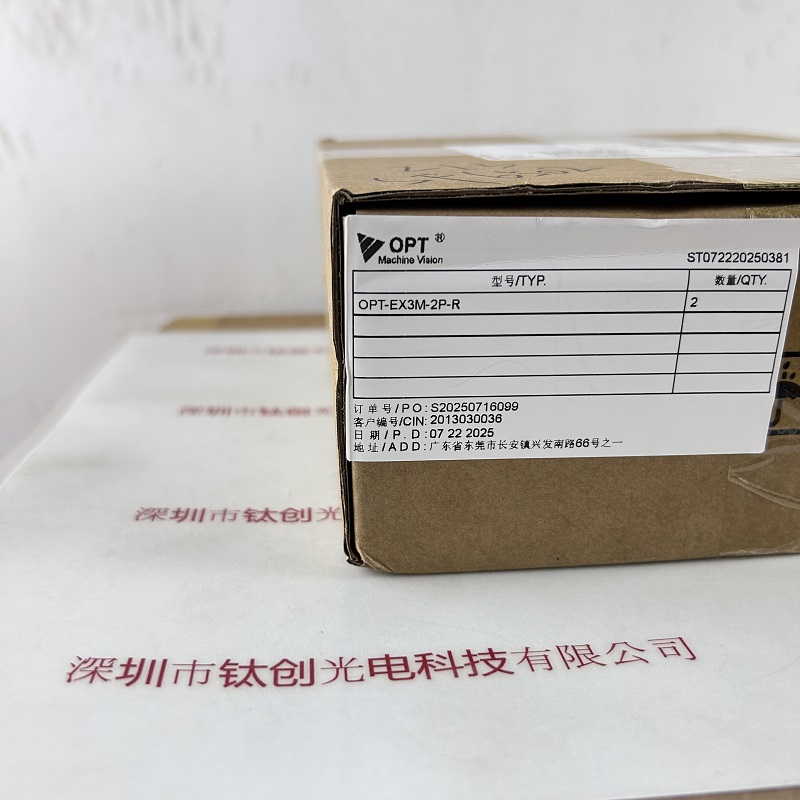 OPT ®
Machine Vision
ST072220250381
型号/TYP. 数量/QTY.
OPT-EX3M-2P-R 2
订单号/PO:S20250716099
客户编号/CIN: 2013030036
日期/P.D:07 22 2025
地址/ADD:广东省东莞市长安镇兴发南路66号之一
深圳市钛创光
深圳市钛创光电科技有限公司